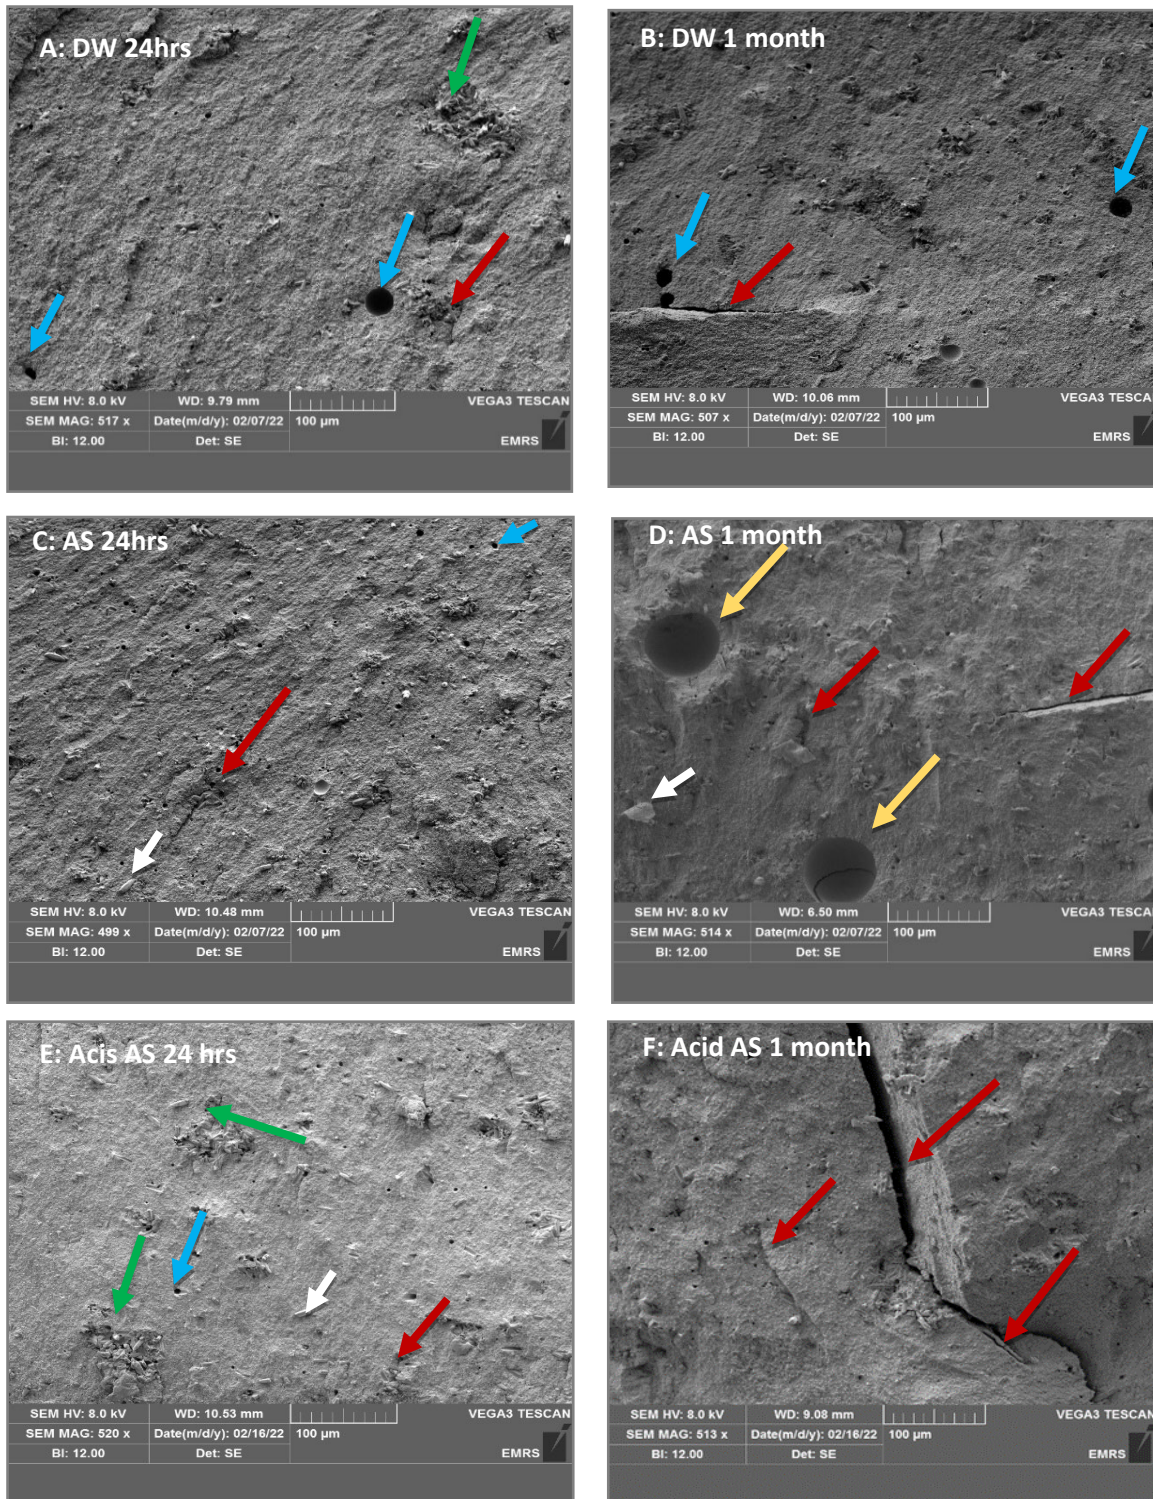 A: DW 24hrs
SEM HV: 8.0 kV WD: 9.79 mm VEGA3 TESCAN
SEM MAG: 517 x Date(m/d/y): 02/07/22 100 µm
BI: 12.00 Det: SE EMRS
B: DW 1 month
SEM HV: 8.0 kV WD: 10.06 mm VEGA3 TESCAN
SEM MAG: 507 x Date(m/d/y): 02/07/22 100 µm
BI: 12.00 Det: SE EMRS
C: AS 24hrs
SEM HV: 8.0 kV WD: 10.48 mm VEGA3 TESCAN
SEM MAG: 499 x Date(m/d/y): 02/07/22 100 µm
BI: 12.00 Det: SE EMRS
D: AS 1 month
SEM HV: 8.0 kV WD: 6.50 mm VEGA3 TESCAN
SEM MAG: 514 x Date(m/d/y): 02/07/22 100 µm
BI: 12.00 Det: SE EMRS
E: Acis AS 24 hrs
SEM HV: 8.0 kV WD: 10.53 mm VEGA3 TESCAN
SEM MAG: 520 x Date(m/d/y): 02/16/22 100 µm
BI: 12.00 Det: SE EMRS
F: Acid AS 1 month
SEM HV: 8.0 kV WD: 9.08 mm VEGA3 TESCAN
SEM MAG: 513 x Date(m/d/y): 02/16/22 100 µm
BI: 12.00 Det: SE EMRS